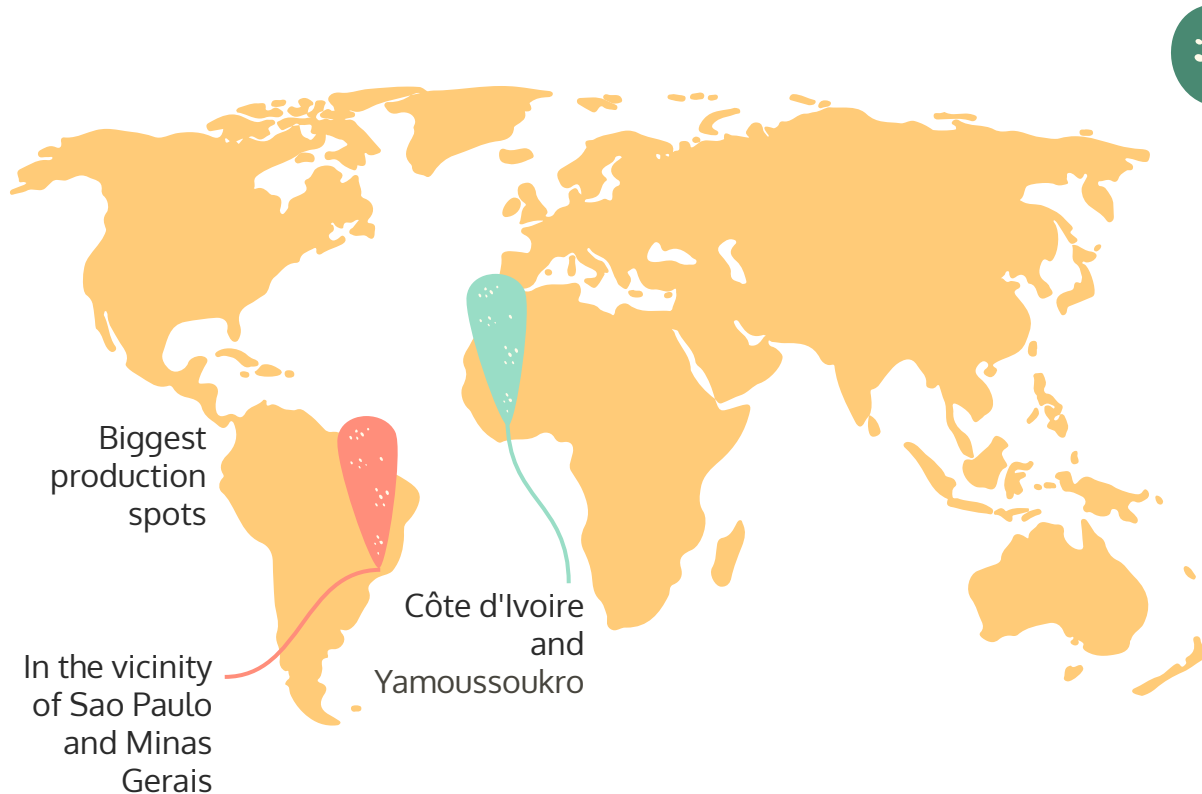 Biggest
production
spots
Côte d'Ivoire
and
Yamoussoukro
In the vicinity
of Sao Paulo
and Minas
Gerais